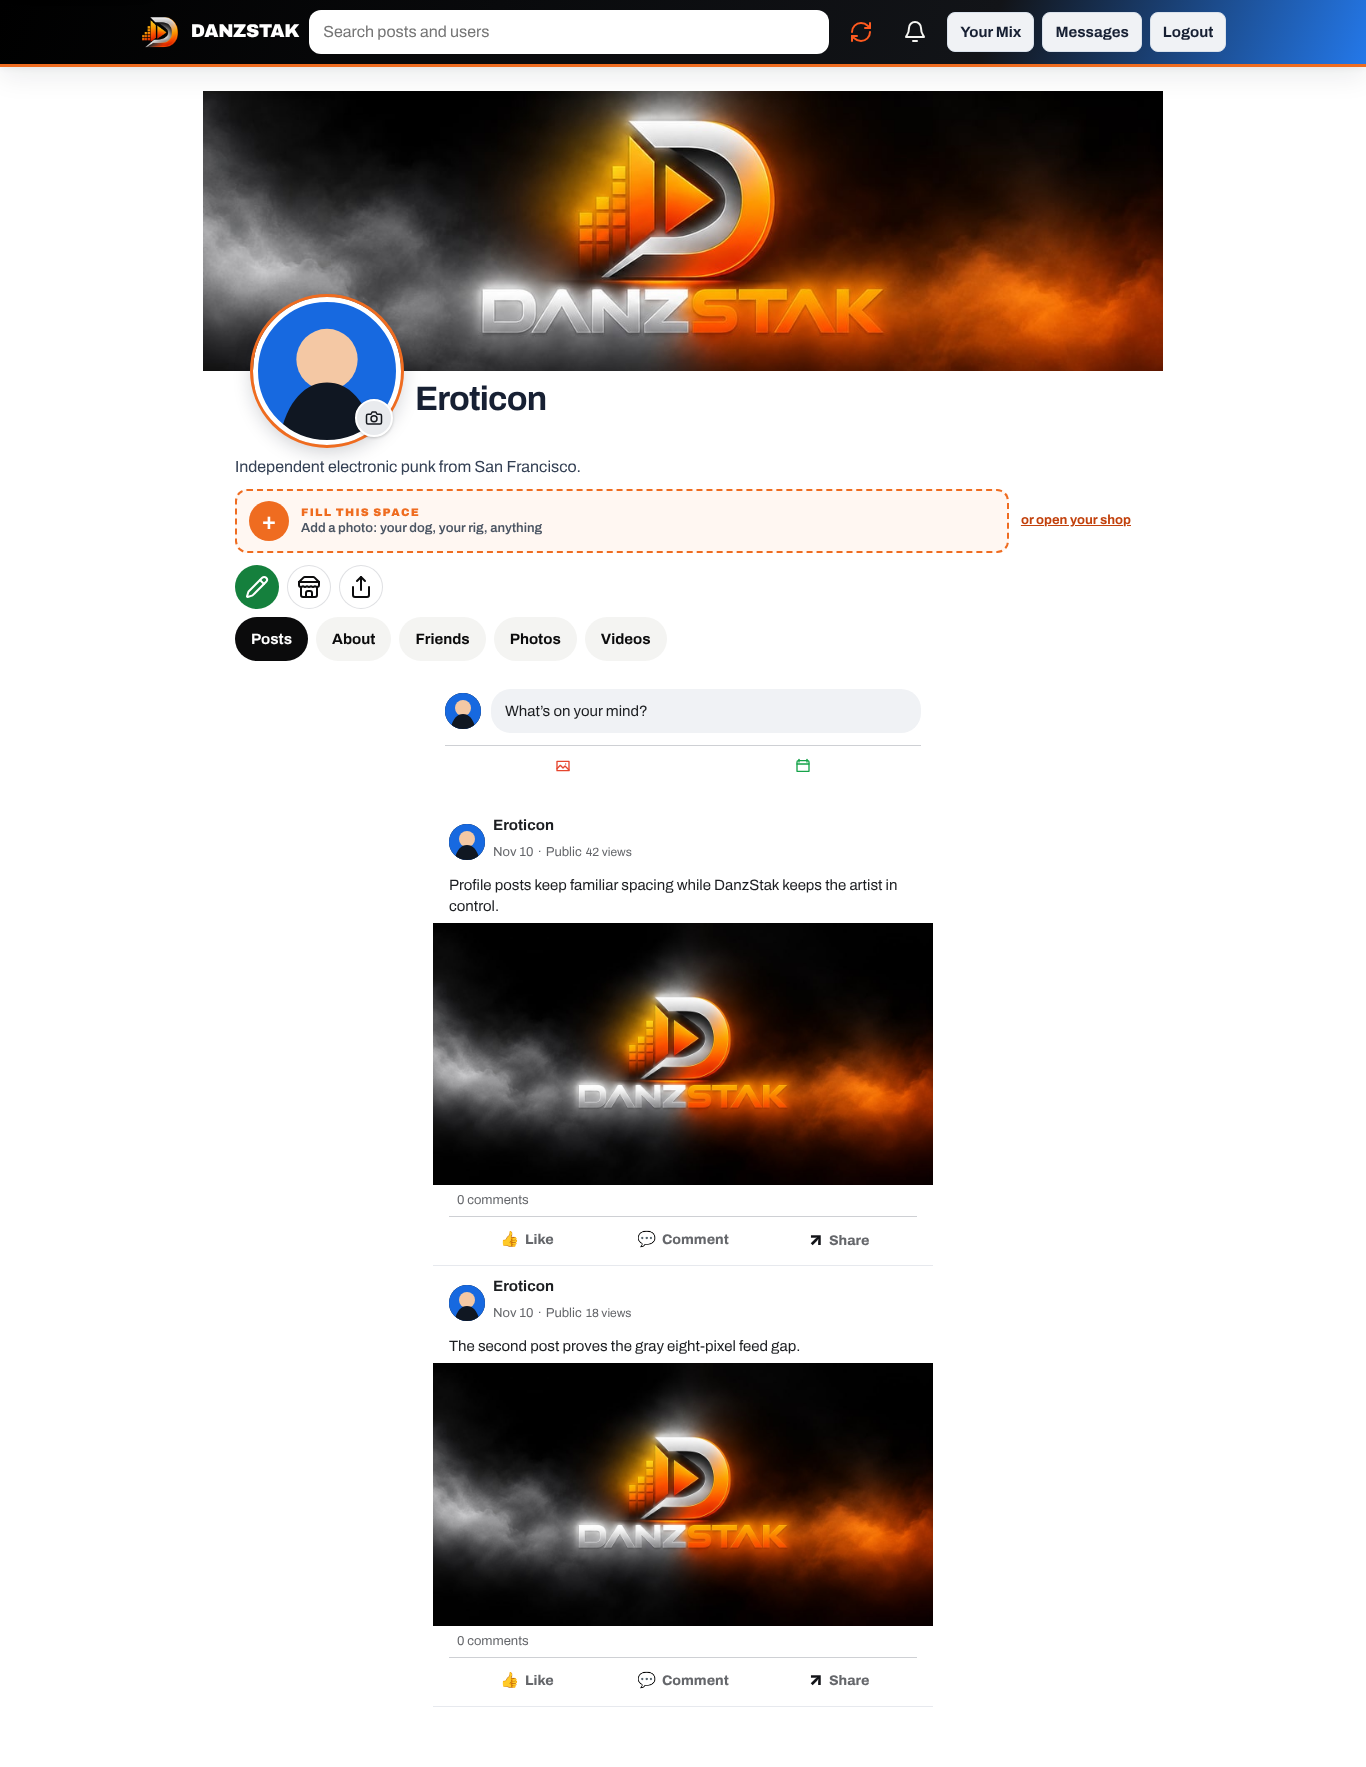 DANZSTAK
Search posts and users
Your Mix
Messages
Logout
DANZSTAK
Eroticon
Independent electronic punk from San Francisco.
+
FILL THIS SPACE
Add a photo: your dog, your rig, anything
or open your shop
Posts
About
Friends
Photos
Videos
What's on your mind?
Eroticon
Nov 10 · Public 42 views
Profile posts keep familiar spacing while DanzStak keeps the artist in
control.
DANZSTAK
0 comments
Like
Comment
Share
Eroticon
Nov 10 · Public 18 views
The second post proves the gray eight-pixel feed gap.
DANZSTAK
0 comments
Like
Comment
Share